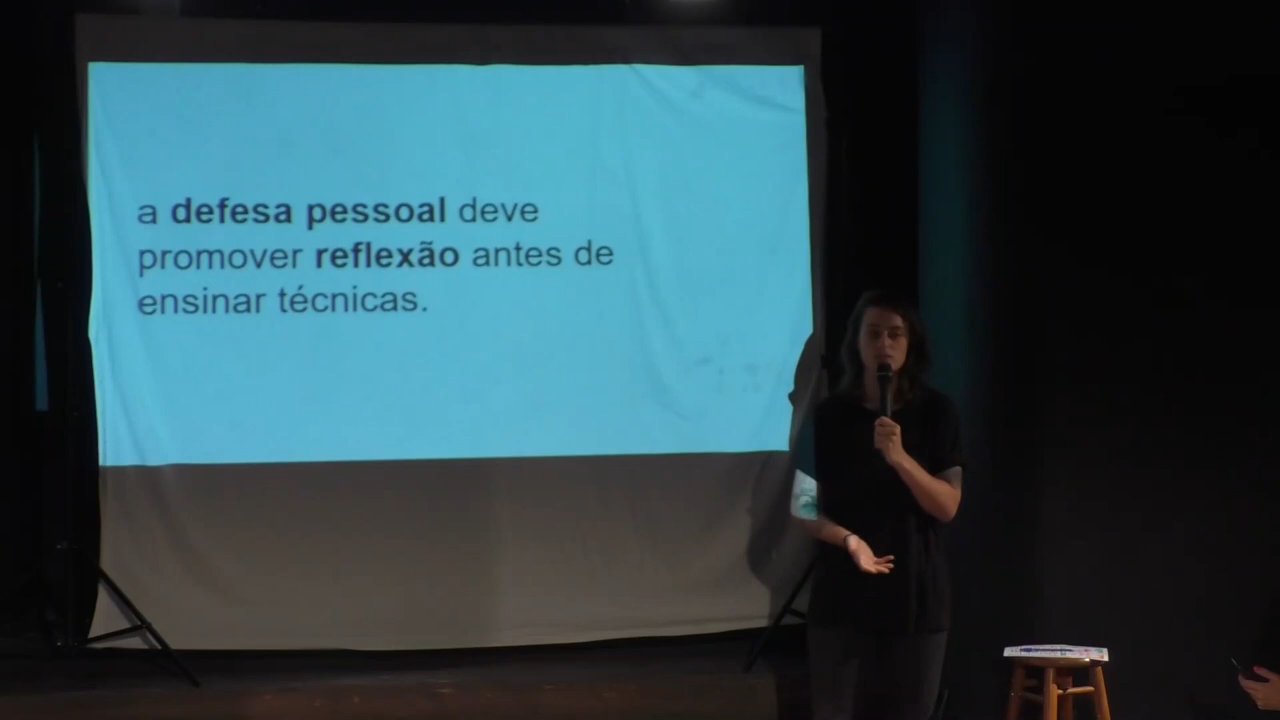 a defesa pessoal deve
promover reflexão antes de
ensinar técnicas.